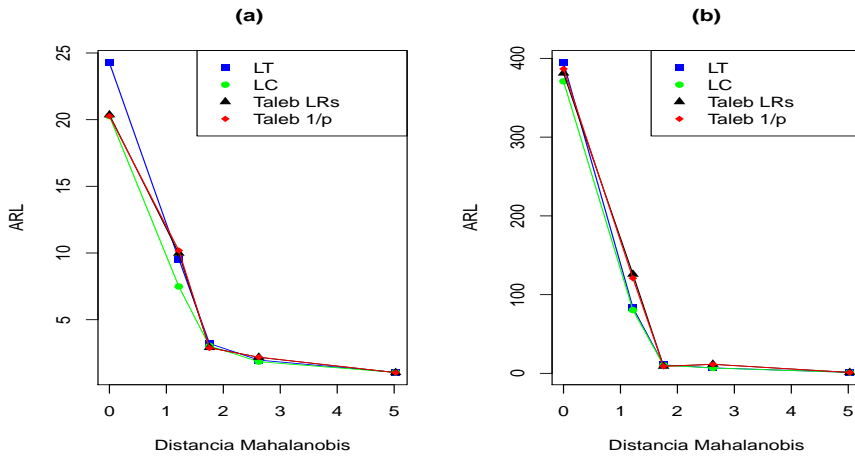 (a)
ARL
25
20
15
10
5
LT
LC
Taleb LRs
Taleb 1/p
0 1 2 3 4 5
Distancia Mahalanobis
(b)
ARL
400
300
200
100
0
LT
LC
Taleb LRs
Taleb 1/p
0 1 2 3 4 5
Distancia Mahalanobis